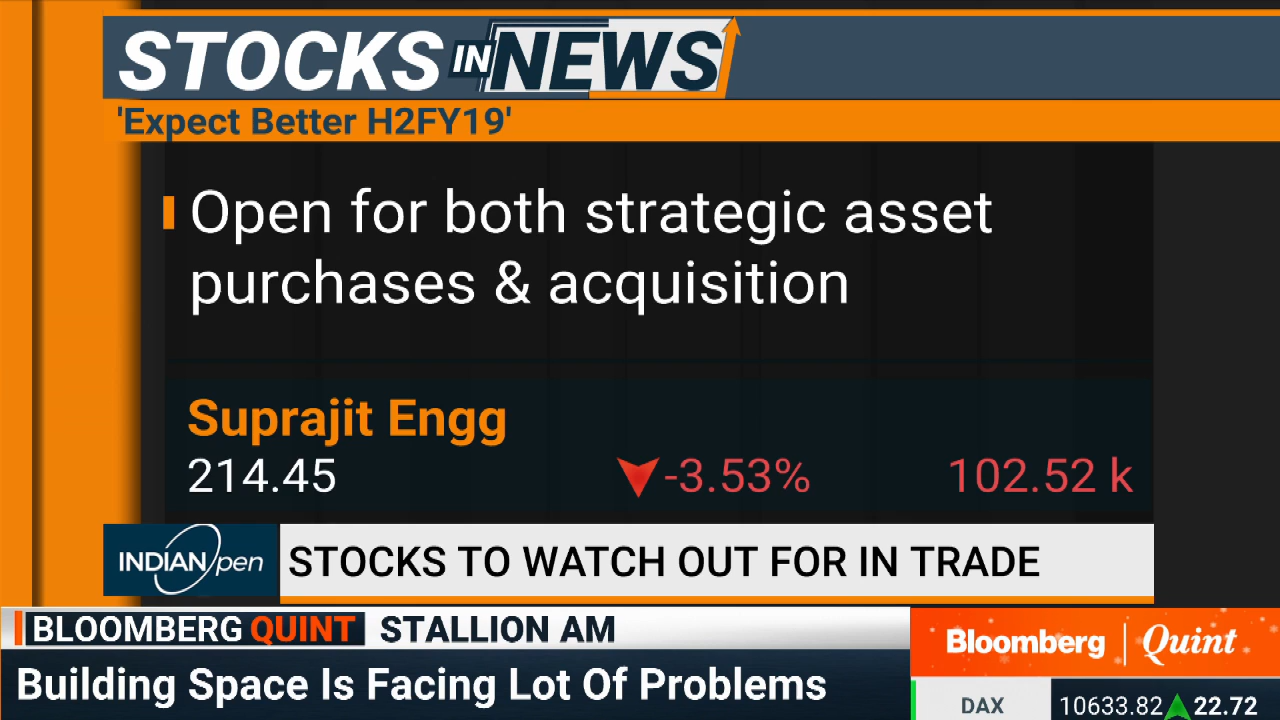 STOCKS IN NEWS
'Expect Better H2FY19'
Open for both strategic asset
purchases & acquisition
Suprajit Engg
214.45 -3.53% 102.52 k
INDIAN Open STOCKS TO WATCH OUT FOR IN TRADE
BLOOMBERG QUINT STALLION AM
Building Space Is Facing Lot Of Problems
Bloomberg | Quint
DAX 10633.82 22.72